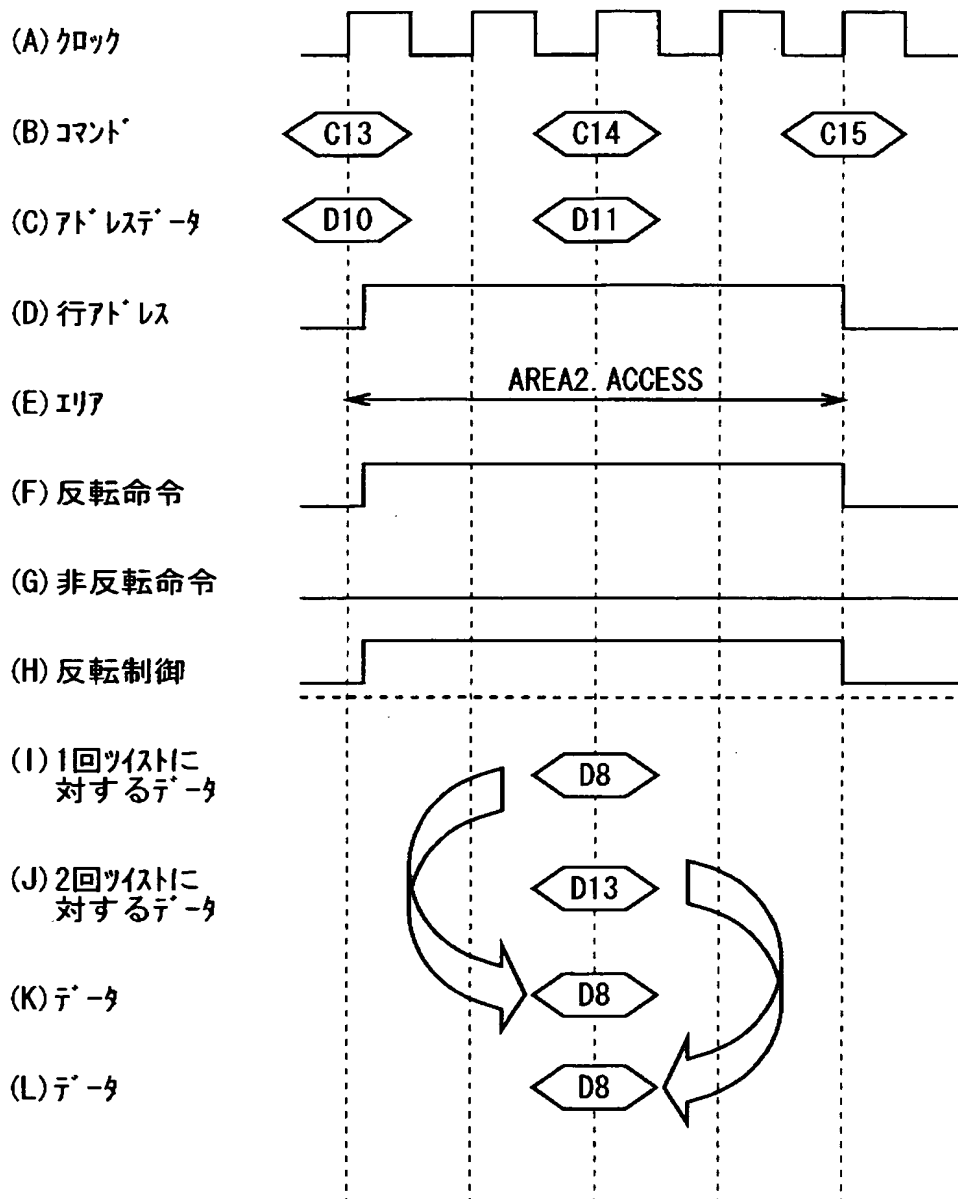 (A) クロック
(B) コマンド
C13
C14
C15
(C) アドレスデータ
D10
D11
(D) 行アドレス
(E) エリア
AREA2. ACCESS
(F) 反転命令
(G) 非反転命令
(H) 反転制御
(I) 1回ツイストに
対するデータ
D8
(J) 2回ツイストに
対するデータ
D13
(K) データ
D8
(L) データ
D8